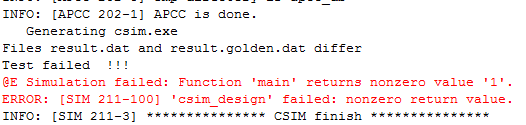 INFO: [APCC 202-1] APCC is done.
Generating csim.exe
Files result.dat and result.golden.dat differ
Test failed !!!
@E Simulation failed: Function 'main' returns nonzero value '1'.
ERROR: [SIM 211-100] 'csim_design' failed: nonzero return value.
INFO: [SIM 211-3] *************** CSIM finish ***************